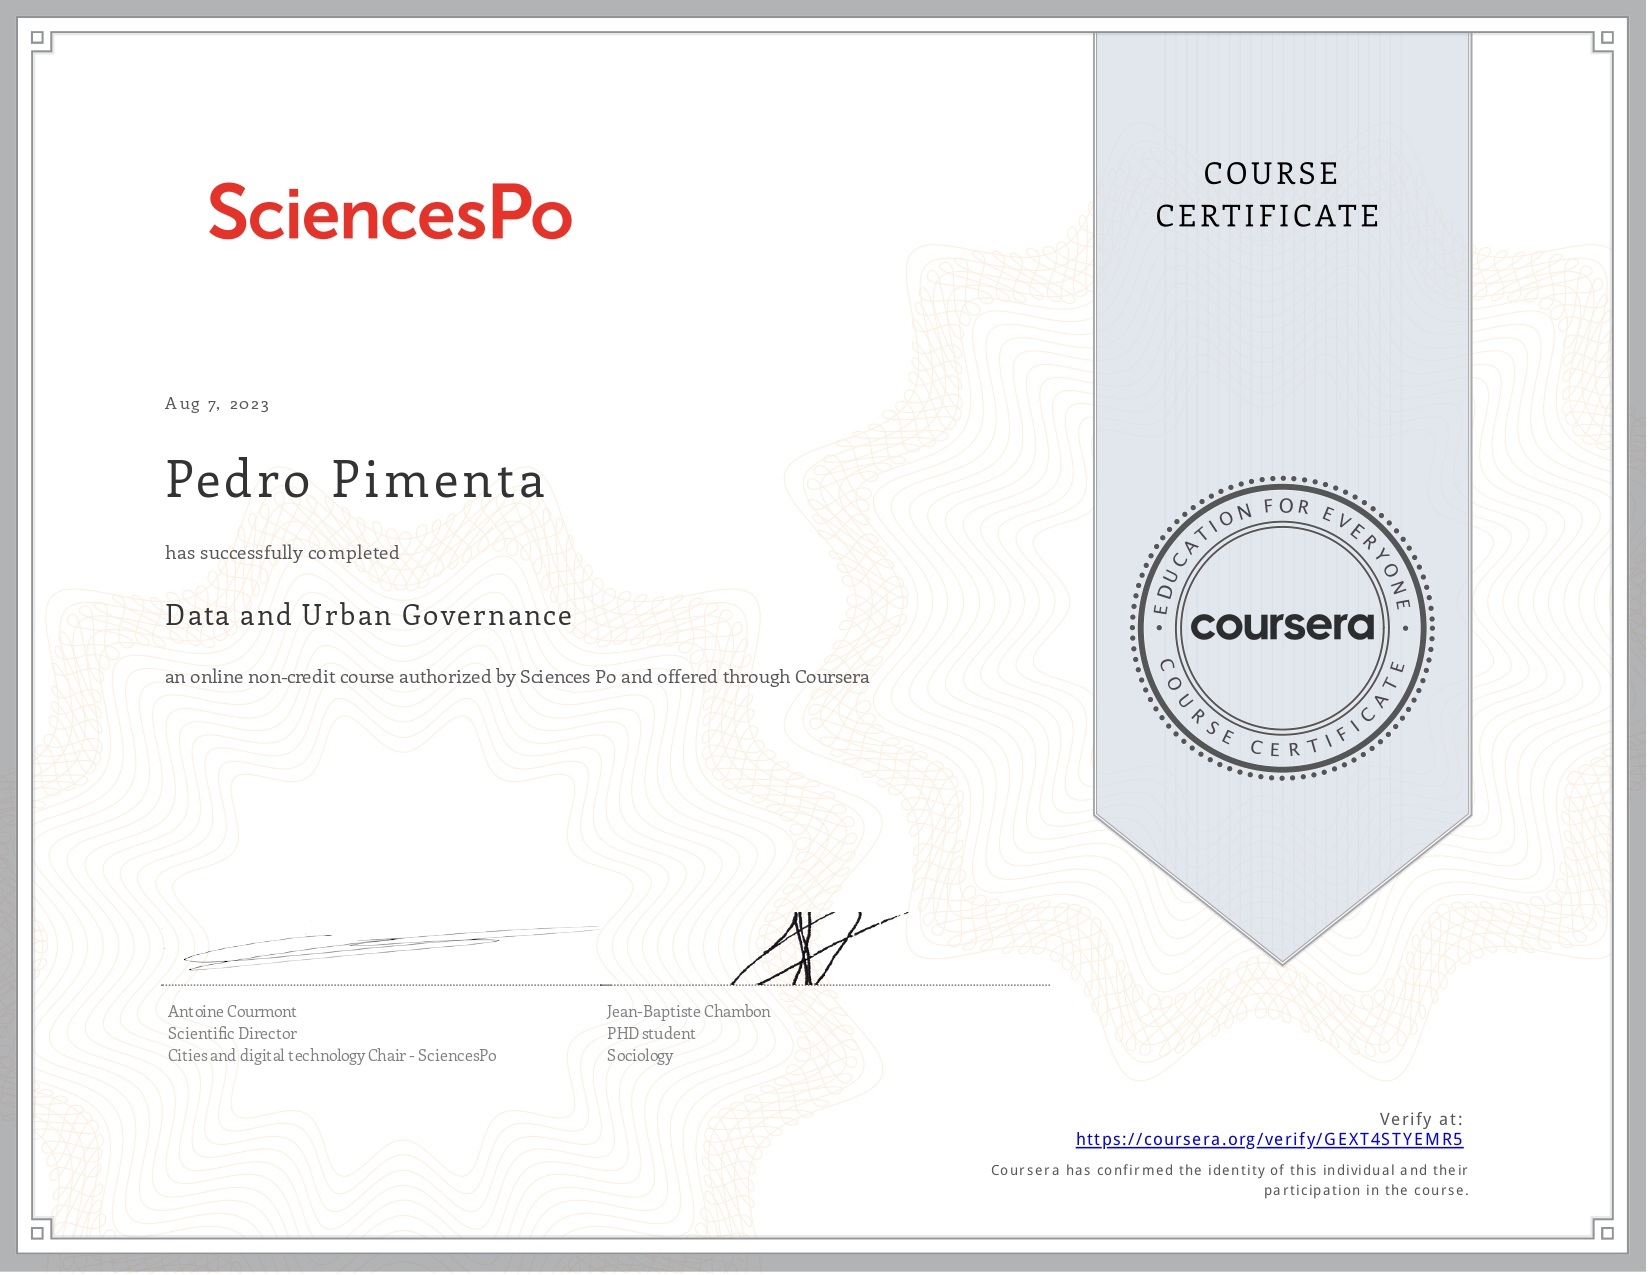 SciencesPo
COURSE
CERTIFICATE
Aug 7, 2023
Pedro Pimenta
has successfully completed
Data and Urban Governance
an online non-credit course authorized by Sciences Po and offered through Coursera
EDUCATION FOR EVERYONE
coursera
COURSE CERTIFICATE
Antoine Courmont
Scientific Director
Cities and digital technology Chair - SciencesPo
Jean-Baptiste Chambon
PHD student
Sociology
Verify at:
https://coursera.org/verify/GEXT4STYEMR5
Coursera has confirmed the identity of this individual and their
participation in the course.